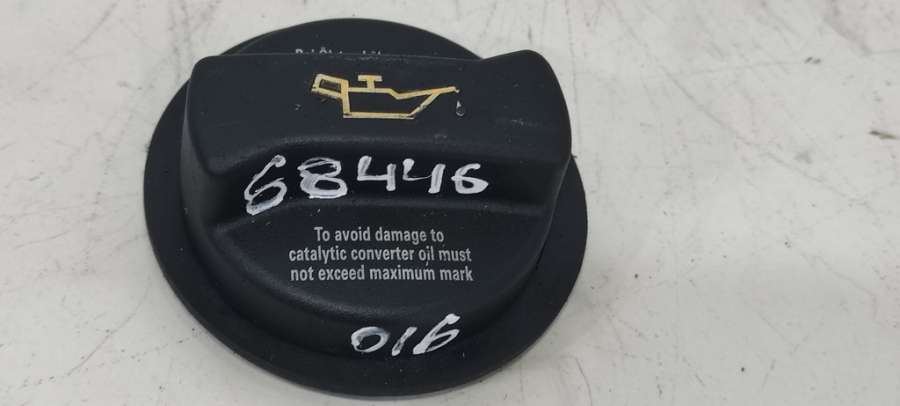 68446
To avoid damage to
catalytic converter oil must
not exceed maximum mark
016